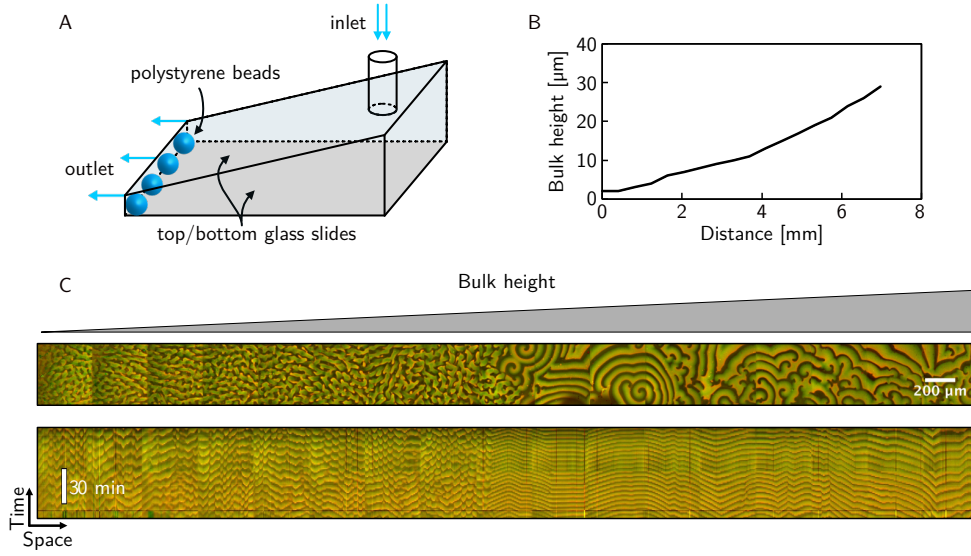 A
inlet
polystyrene beads
outlet
top/bottom glass slides
B
Bulk height [µm]
40
30
20
10
0
0 2 4 6 8
Distance [mm]
C
Bulk height
200 µm
30 min
Time
Space